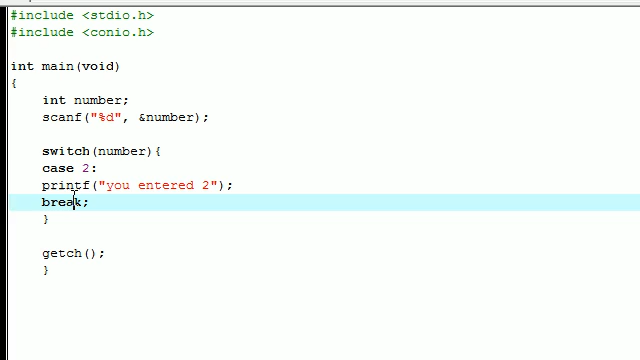 #include <stdio.h>
#include <conio.h>
int main(void)
{
int number;
scanf("%d", &number);
switch(number){
case 2:
printf("you entered 2");
break;
}
getch();
}